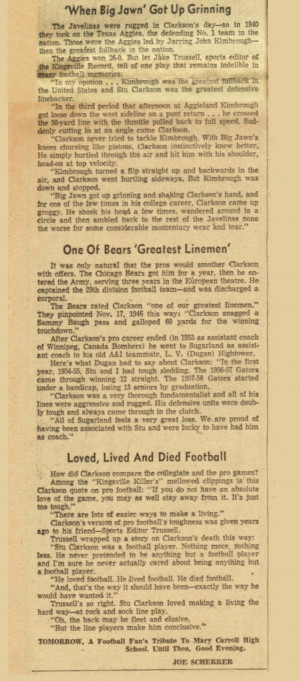 'When Big Jawn' Got Up Grinning
The Javelinas were rugged in Clarkson's day—so in 1940
they took on the Texas Aggies, the defending No. 1 team in the
nation. Those were the Aggies led by Jarring John Kimbrough—
then the greatest fullback in the nation.
The Aggies won 26-0. But let Jake Trussell, sports editor of
the Kingsville Record, tell of one play that remains indelible in
many football memories:
"In my opinion . . . Kimbrough was the greatest fullback in
the United States and Stu Clarkson was the greatest defensive
linebacker.
"In the third period that afternoon at Aggieland Kimbrough
got loose down the west sideline on a punt return . . . he crossed
the 50-yard line with the throttle pulled back to full speed. Sud-
denly cutting in at an angle came Clarkson.
"Clarkson never tried to tackle Kimbrough. With Big Jawn's
knees churning like pistons, Clarkson instinctively knew better.
He simply hurtled through the air and hit him with his shoulder,
head-on at top velocity.
"Kimbrough turned a flip straight up and backwards in the
air, and Clarkson went hurtling sideways. But Kimbrough was
down and stopped.
"Big Jawn got up grinning and shaking Clarkson's hand, and
for one of the few times in his college career, Clarkson came up
groggy. He shook his head a few times, wandered around in a
circle and then ambled back to the rest of the Javelinas none
the worse for some considerable momentary wear and tear."
One Of Bears 'Greatest Linemen'
It was only natural that the pros would smother Clarkson
with offers. The Chicago Bears got him for a year, then he en-
tered the Army, serving three years in the European theatre. He
captained the 29th division football team—and was discharged a
corporal.
The Bears rated Clarkson "one of our greatest linemen."
They pinpointed Nov. 17, 1946 this way: "Clarkson snagged a
Sammy Baugh pass and galloped 60 yards for the winning
touchdown."
After Clarkson's pro career ended (in 1953 as assistant coach
of Winnipeg, Canada Bombers) he went to Sugarland as assist-
ant coach to his old A&I teammate, L. V. (Dugan) Hightower.
Here's what Dugan had to say about Clarkson: "In the first
year, 1954-55, Stu and I had tough sledding. The 1956-57 Gators
came through winning 12 straight. The 1957-58 Gators started
under a handicap, losing 13 seniors by graduation.
"Clarkson was a very thorough fundamentalist and all of his
lines were aggressive and rugged. His defensive units were doub-
ly tough and always came through in the clutch.
"All of Sugarland feels a very great loss. We are proud of
having been associated with Stu and were lucky to have had him
as coach."
Loved, Lived And Died Football
How did Clarkson compare the collegiate and the pro games?
Among the "Kingsville Killer's" mellowed clippings is this
Clarkson quote on pro football: "If you do not have an absolute
love of the game, you may as well stay away from it. It's just
too tough."
"There are lots of easier ways to make a living."
Clarkson's version of pro football's toughness was given years
ago to his friend—Sports Editor Trussell.
Trussell wrapped up a story on Clarkson's death this way:
"Stu Clarkson was a football player. Nothing more, nothing
less. He never pretended to be anything but a football player
and I'm sure he never actually cared about being anything but
a football player.
"He loved football. He lived football. He died football.
"And, that's the way it should have been—exactly the way he
would have wanted it."
Trussell's so right. Stu Clarkson loved making a living the
hard way—at rock and sock line play.
"Oh, the back may be fleet and elusive,
"But the line players make him conclusive."
TOMORROW, A Football Fan's Tribute To Mary Carroll High
School. Until Then, Good Evening.
JOE SCHERRER